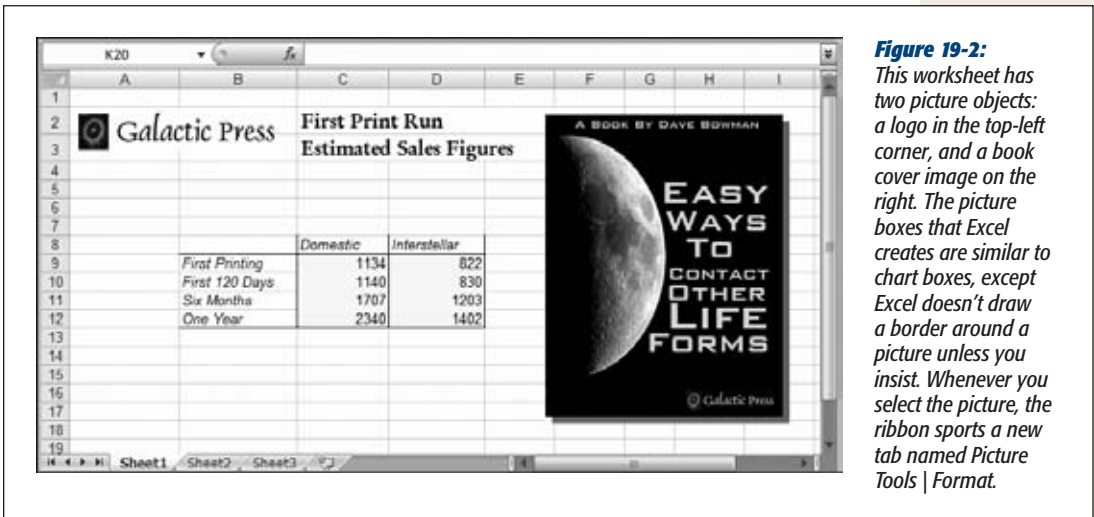 K20 fx
A B C D E F G H I
1
2
3
4
5
6
7
8
9
10
11
12
13
14
15
16
17
18
19
Galactic Press
First Print Run
Estimated Sales Figures
Domestic Interstellar
First Printing 1134 822
First 120 Days 1140 830
Six Months 1707 1203
One Year 2340 1402
A BOOK BY DAVE BOWMAN
EASY
WAYS
TO
CONTACT
OTHER
LIFE
FORMS
Galactic Press
Sheet1 Sheet2 Sheet3
Figure 19-2:
This worksheet has
two picture objects:
a logo in the top-left
corner, and a book
cover image on the
right. The picture
boxes that Excel
creates are similar to
chart boxes, except
Excel doesn't draw
a border around a
picture unless you
insist. Whenever you
select the picture, the
ribbon sports a new
tab named Picture
Tools | Format.